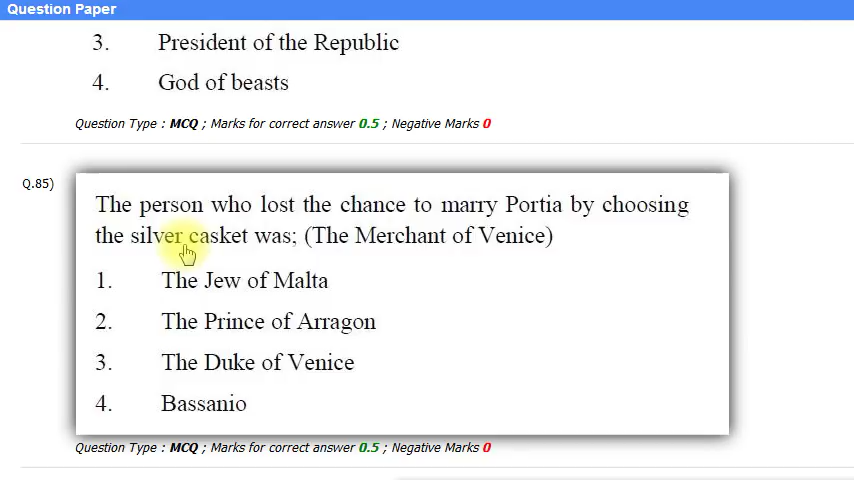 Question Paper
3. President of the Republic
4. God of beasts
Question Type : MCQ ; Marks for correct answer 0.5 ; Negative Marks 0
Q.85)
The person who lost the chance to marry Portia by choosing
the silver casket was; (The Merchant of Venice)
1. The Jew of Malta
2. The Prince of Arragon
3. The Duke of Venice
4. Bassanio
Question Type : MCQ ; Marks for correct answer 0.5 ; Negative Marks 0